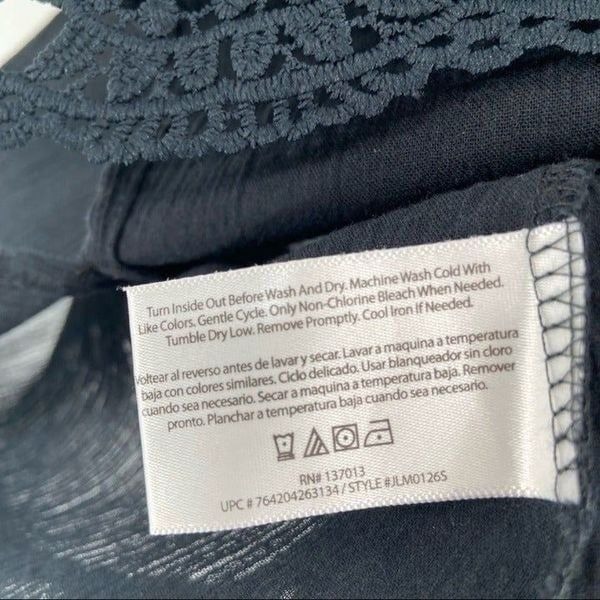 Turn Inside Out Before Wash And Dry. Machine Wash Cold With
Like Colors. Gentle Cycle. Only Non-Chlorine Bleach When Needed.
Tumble Dry Low. Remove Promptly. Cool Iron If Needed.
Voltear al reverso antes de lavar y secar. Lavar a maquina a temperatura
baja con colores similares. Ciclo delicado. Usar blanqueador sin cloro
cuando sea necesario. Secar a maquina a temperatura baja. Remover
pronto. Planchar a temperatura baja cuando sea necesario.
RN# 137013
UPC # 764204263134 / STYLE #JLM0126S